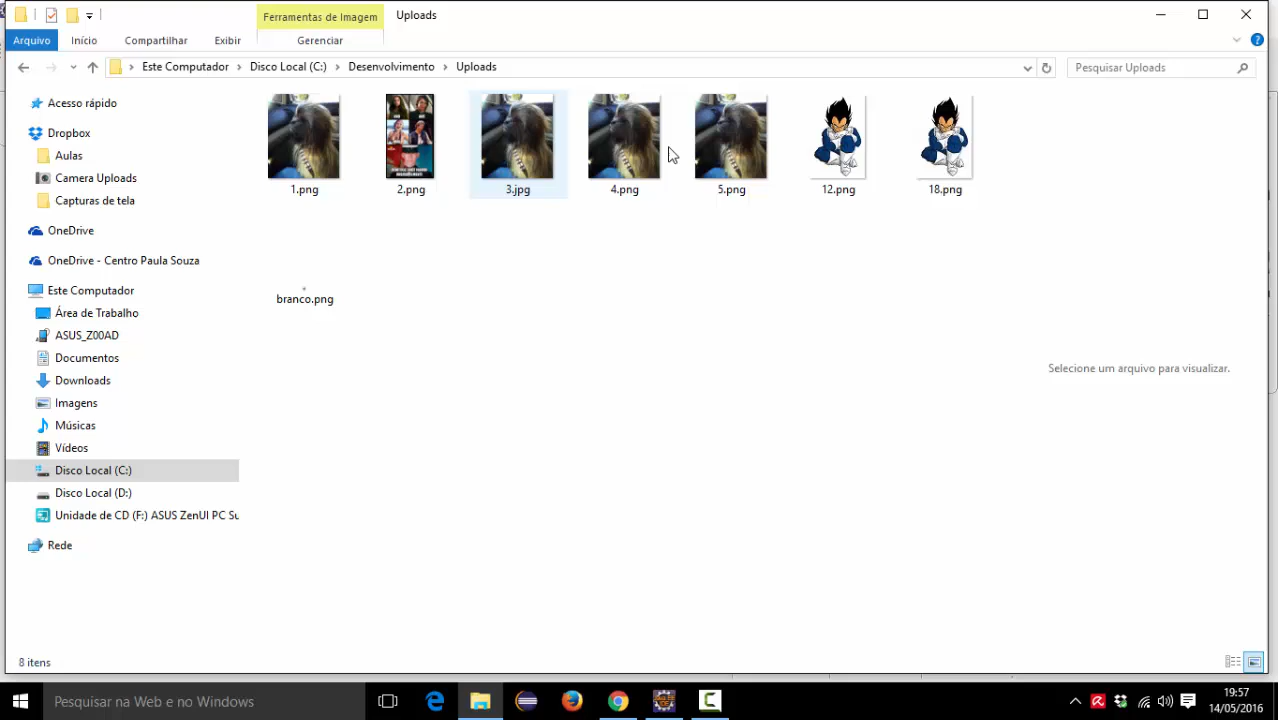 Ferramentas de Imagem
Uploads
Arquivo
Início
Compartilhar
Exibir
Gerenciar
Este Computador
Disco Local (C:)
Desenvolvimento
Uploads
Pesquisar Uploads
Acesso rápido
Dropbox
Aulas
Camera Uploads
Capturas de tela
OneDrive
OneDrive - Centro Paula Souza
Este Computador
Área de Trabalho
ASUS_Z00AD
Documentos
Downloads
Imagens
Músicas
Vídeos
Disco Local (C:)
Disco Local (D:)
Unidade de CD (F:) ASUS ZenUI PC Su
Rede
1.png
2.png
3.jpg
4.png
5.png
12.png
18.png
branco.png
Selecione um arquivo para visualizar.
8 itens
Pesquisar na Web e no Windows
19:57
14/05/2016